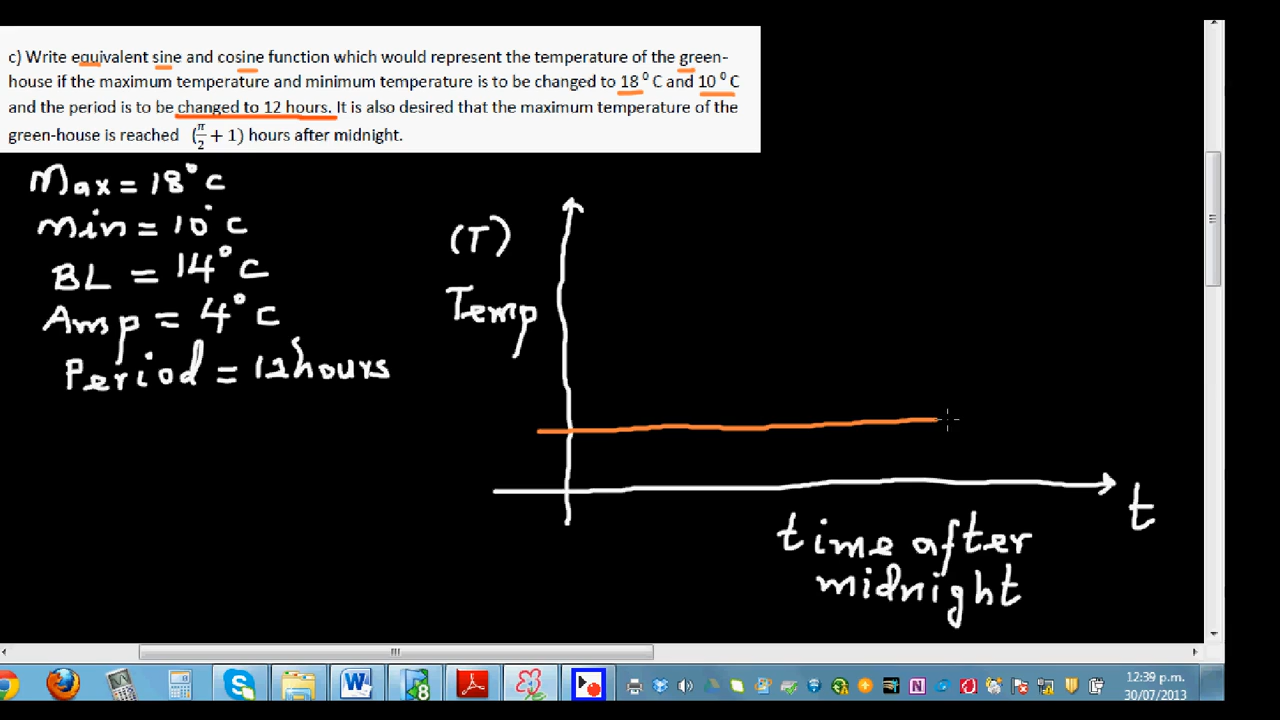 c) Write equivalent sine and cosine function which would represent the temperature of the green-
house if the maximum temperature and minimum temperature is to be changed to 18 ⁰ C and 10 ⁰ C
and the period is to be changed to 12 hours. It is also desired that the maximum temperature of the
green-house is reached (π/2 + 1) hours after midnight.
Max = 18° C
Min = 10° C
BL = 14° C
Amp = 4° C
Period = 12 hours
(T)
Temp
t
time after
midnight
12:39 p.m.
30/07/2013